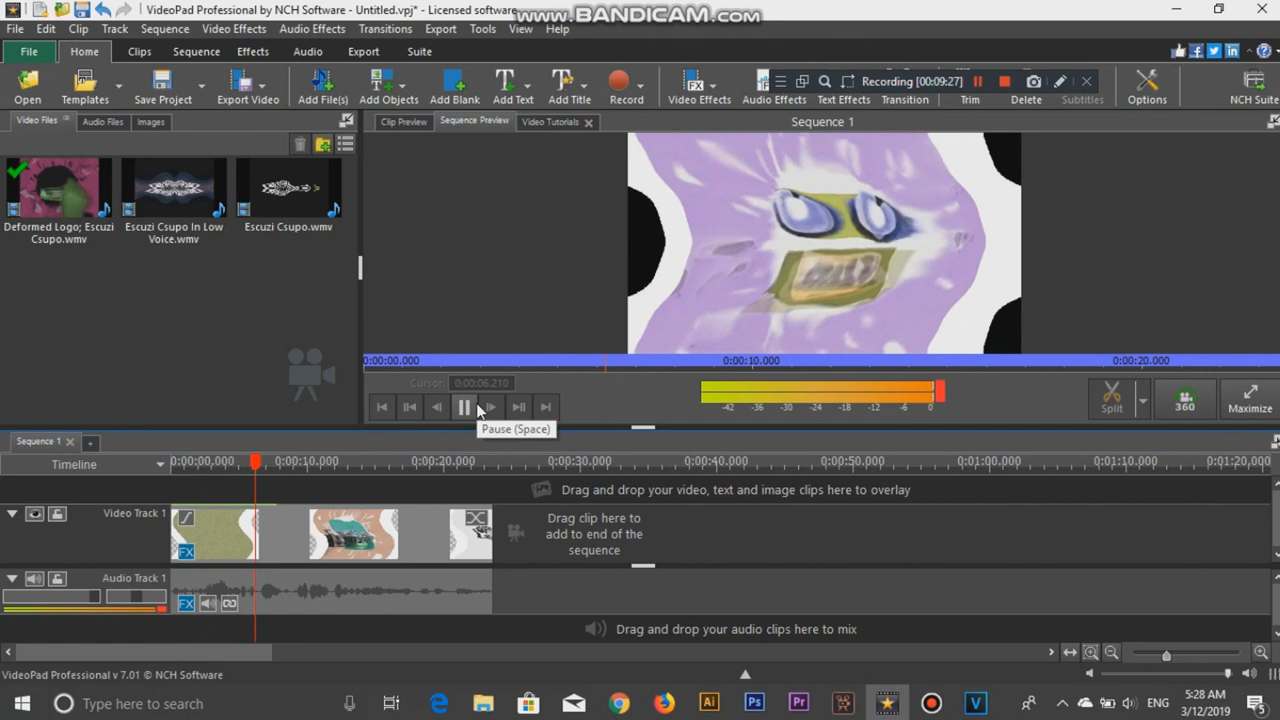 VideoPad Professional by NCH Software - Untitled.vpj* - Licensed software
www.BANDICAM.com
File Edit Clip Track Sequence Video Effects Audio Effects Transitions Export Tools View Help
File Home Clips Sequence Effects Audio Export Suite
Recording [00:09:27]
Open Templates Save Project Export Video Add File(s) Add Objects Add Blank Add Text Add Title Record Video Effects Audio Effects Text Effects Transition Trim Delete Subtitles Options NCH Suite
Video Files Audio Files Images
Clip Preview Sequence Preview Video Tutorials
Sequence 1
Deformed Logo; Escuzi Csupo.wmv
Escuzi Csupo In Low Voice.wmv
Escuzi Csupo.wmv
0:00:00.000 0:00:10.000 0:00:20.000
Cursor: 0:00:06.210
-42 -36 -30 -24 -18 -12 -6 0
Split 360 Maximize
Pause (Space)
Sequence 1
Timeline
0:00:00.000 0:00:10.000 0:00:20.000 0:00:30.000 0:00:40.000 0:00:50.000 0:01:00.000 0:01:10.000 0:01:20.000
Drag and drop your video, text and image clips here to overlay
Video Track 1
FX
Drag clip here to
add to end of the
sequence
Audio Track 1
FX
Drag and drop your audio clips here to mix
VideoPad Professional v 7.01 © NCH Software
Type here to search
Ai Ps Pr V
ENG
5:28 AM
3/12/2019
5